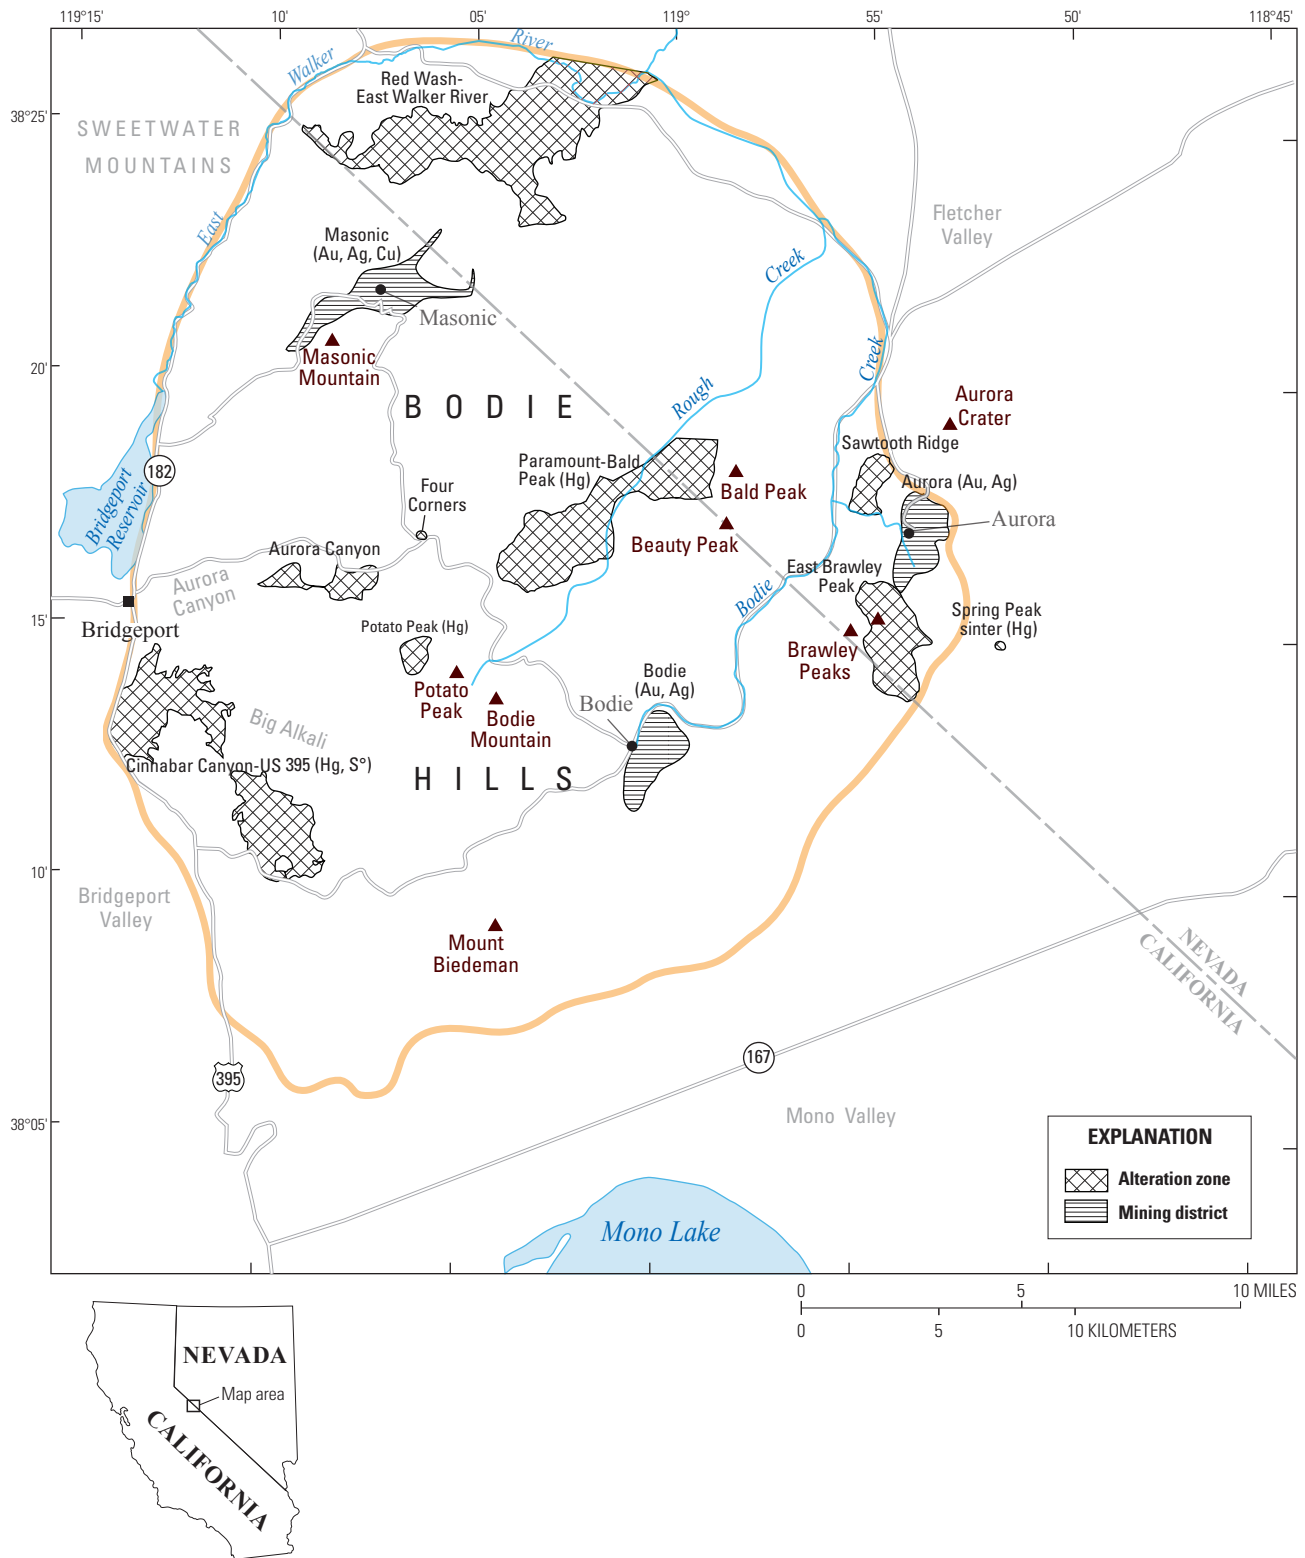 119°15'
10'
05'
119°
55'
50'
118°45'
38°25'
20'
15'
10'
38°05'
SWEETWATER
MOUNTAINS
East
Walker
River
Red Wash-
East Walker River
Fletcher
Valley
Masonic
(Au, Ag, Cu)
Masonic
Masonic
Mountain
Creek
Rough
Creek
Bodie
BODIE
Aurora
Crater
Sawtooth Ridge
Paramount-Bald
Peak (Hg)
Bald Peak
Aurora (Au, Ag)
Aurora
Beauty Peak
182
Bridgeport
Reservoir
Four
Corners
Aurora Canyon
Aurora
Canyon
East Brawley
Peak
Bridgeport
Potato Peak (Hg)
Spring Peak
sinter (Hg)
Brawley
Peaks
Potato
Peak
Bodie
Mountain
Bodie
(Au, Ag)
Bodie
Big Alkali
Cinnabar Canyon-US 395 (Hg, S°)
HILLS
Bridgeport
Valley
Mount
Biedeman
NEVADA
CALIFORNIA
395
167
Mono Valley
Mono Lake
EXPLANATION
Alteration zone
Mining district
0 5 10 MILES
0 5 10 KILOMETERS
NEVADA
Map area
CALIFORNIA